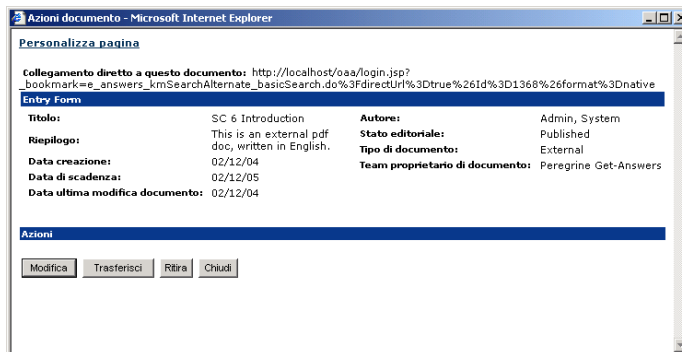 Azioni documento - Microsoft Internet Explorer
Personalizza pagina
Collegamento diretto a questo documento: http://localhost/oaa/login.jsp?
_bookmark=e_answers_kmSearchAlternate_basicSearch.do%3FdirectUrl%3Dtrue%26Id%3D1368%26format%3Dnative
Entry Form
Titolo: SC 6 Introduction Autore: Admin, System
Riepilogo: This is an external pdf doc, written in English. Stato editoriale: Published
Tipo di documento: External
Data creazione: 02/12/04 Team proprietario di documento: Peregrine Get-Answers
Data di scadenza: 02/12/05
Data ultima modifica documento: 02/12/04
Azioni
Modifica Trasferisci Ritira Chiudi